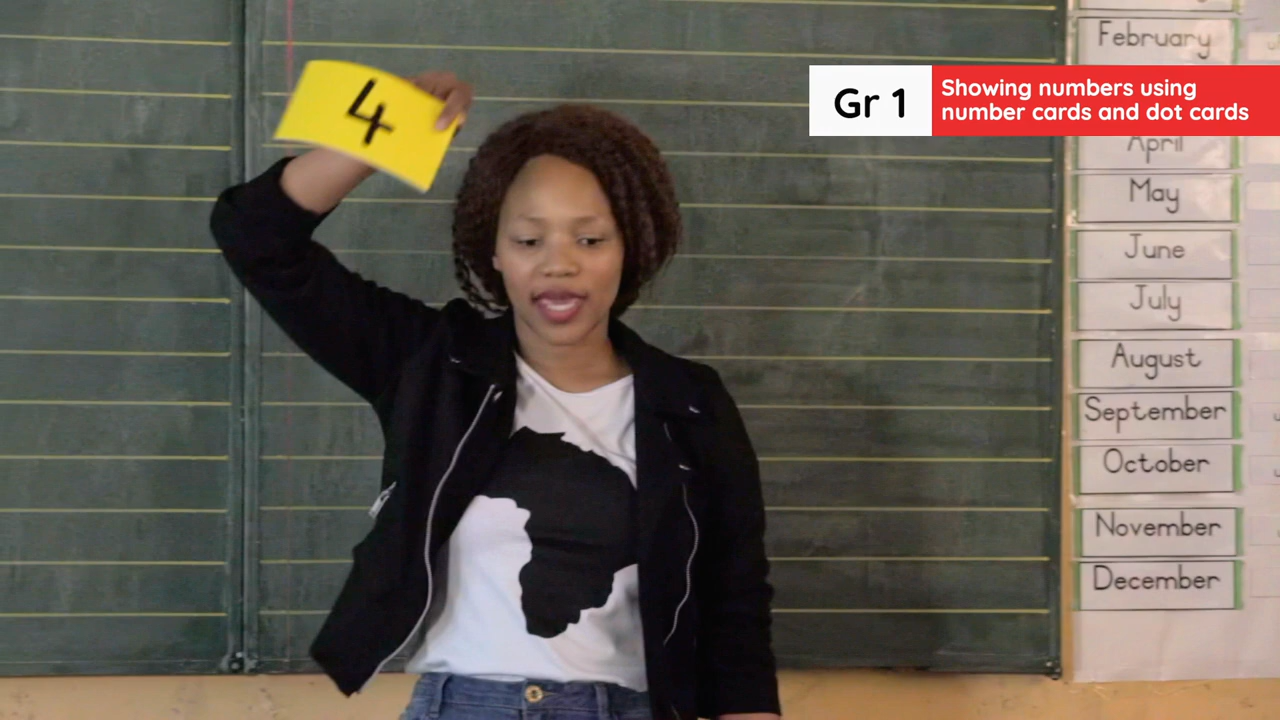 4
Gr 1
Showing numbers using
number cards and dot cards
February
April
May
June
July
August
September
October
November
December